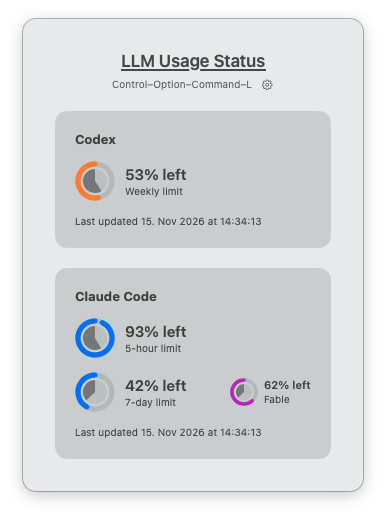 LLM Usage Status
Control–Option–Command–L
Codex
53% left
Weekly limit
Last updated 15. Nov 2026 at 14:34:13
Claude Code
93% left
5-hour limit
42% left
7-day limit
62% left
Fable
Last updated 15. Nov 2026 at 14:34:13